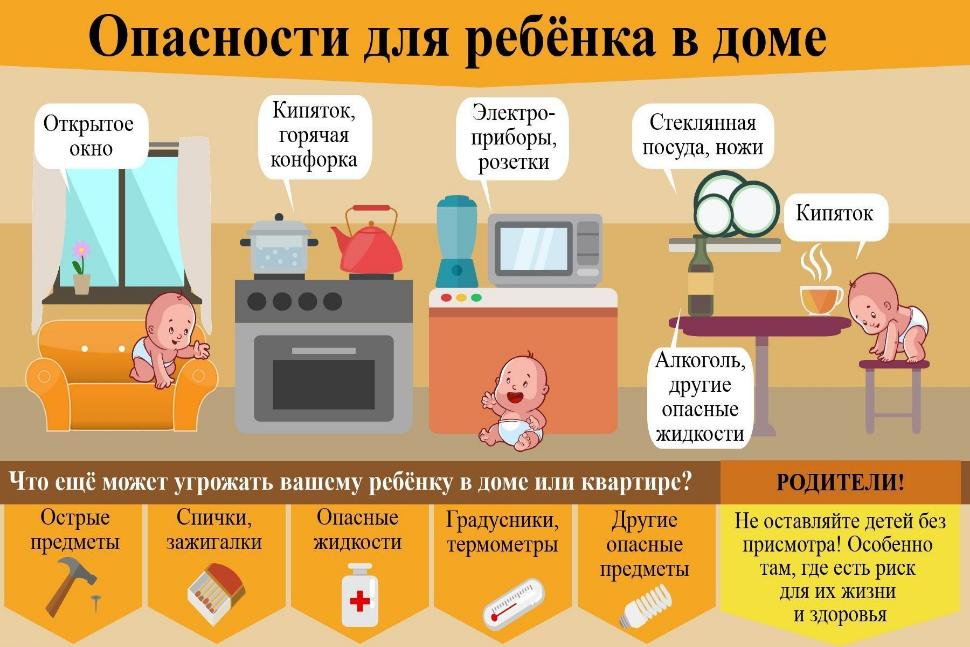 Опасности для ребёнка в доме
Открытое
окно
Кипяток,
горячая
конфорка
Электро-
приборы,
розетки
Стеклянная
посуда, ножи
Кипяток
Алкоголь,
другие
опасные
жидкости
Что ещё может угрожать вашему ребёнку в доме или квартире?
Острые
предметы
Спички,
зажигалки
Опасные
жидкости
Градусники,
термометры
Другие
опасные
предметы
РОДИТЕЛИ!
Не оставляйте детей без
присмотра! Особенно
там, где есть риск
для их жизни
и здоровья